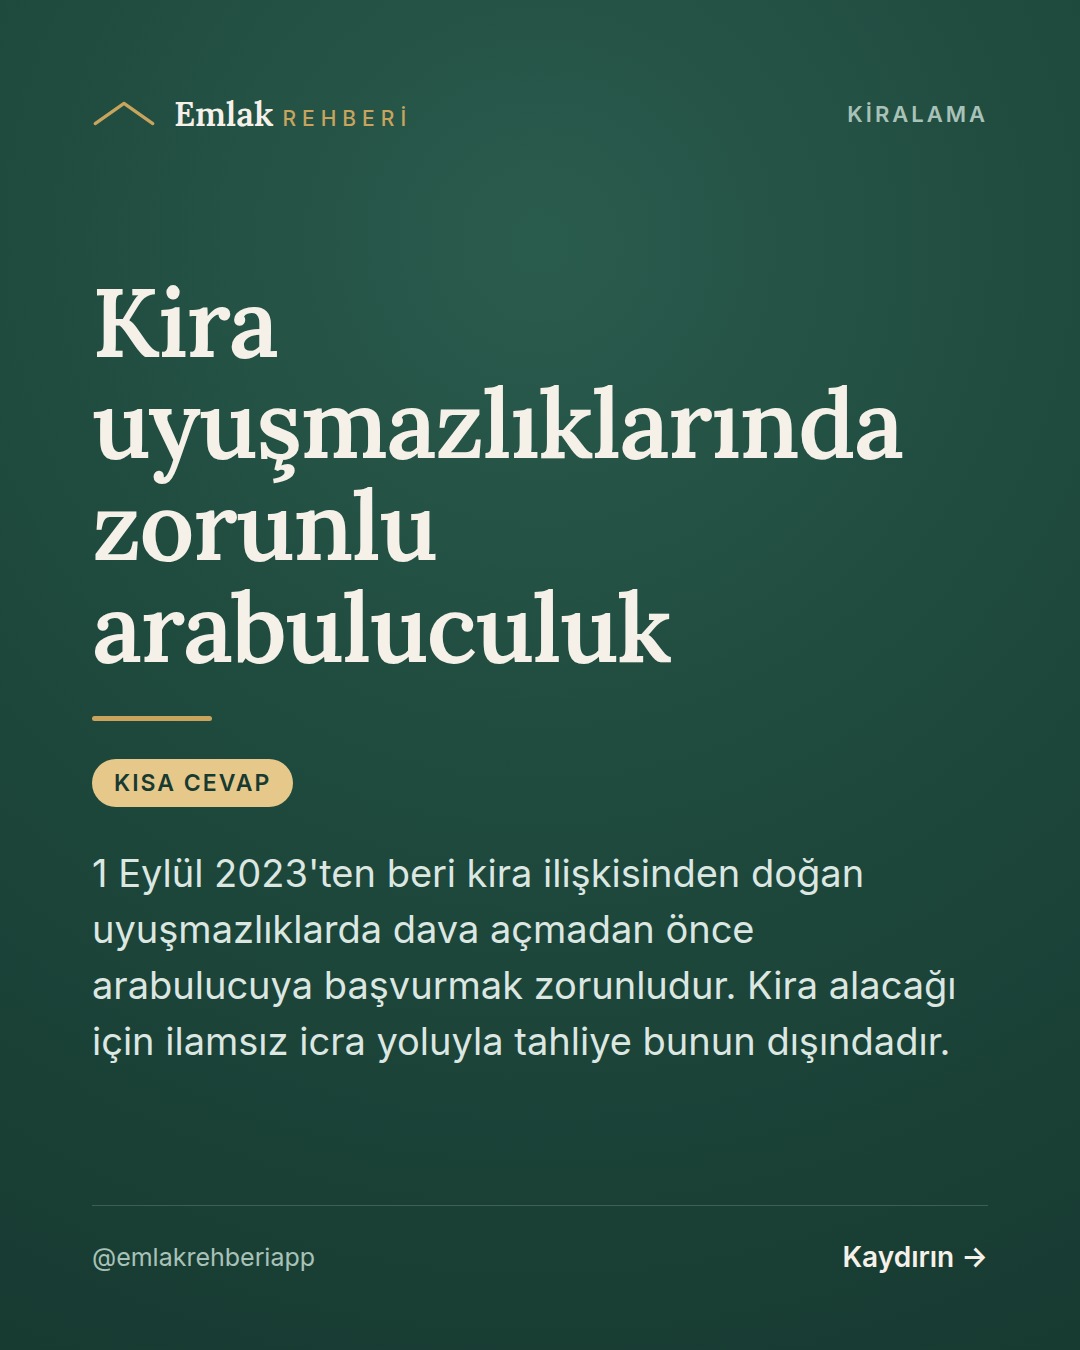 Emlak REHBERİ
KİRALAMA
Kira
uyuşmazlıklarında
zorunlu
arabuluculuk
KISA CEVAP
1 Eylül 2023'ten beri kira ilişkisinden doğan
uyuşmazlıklarda dava açmadan önce
arabulucuya başvurmak zorunludur. Kira alacağı
için ilamsız icra yoluyla tahliye bunun dışındadır.
@emlakrehberiapp
Kaydırın →